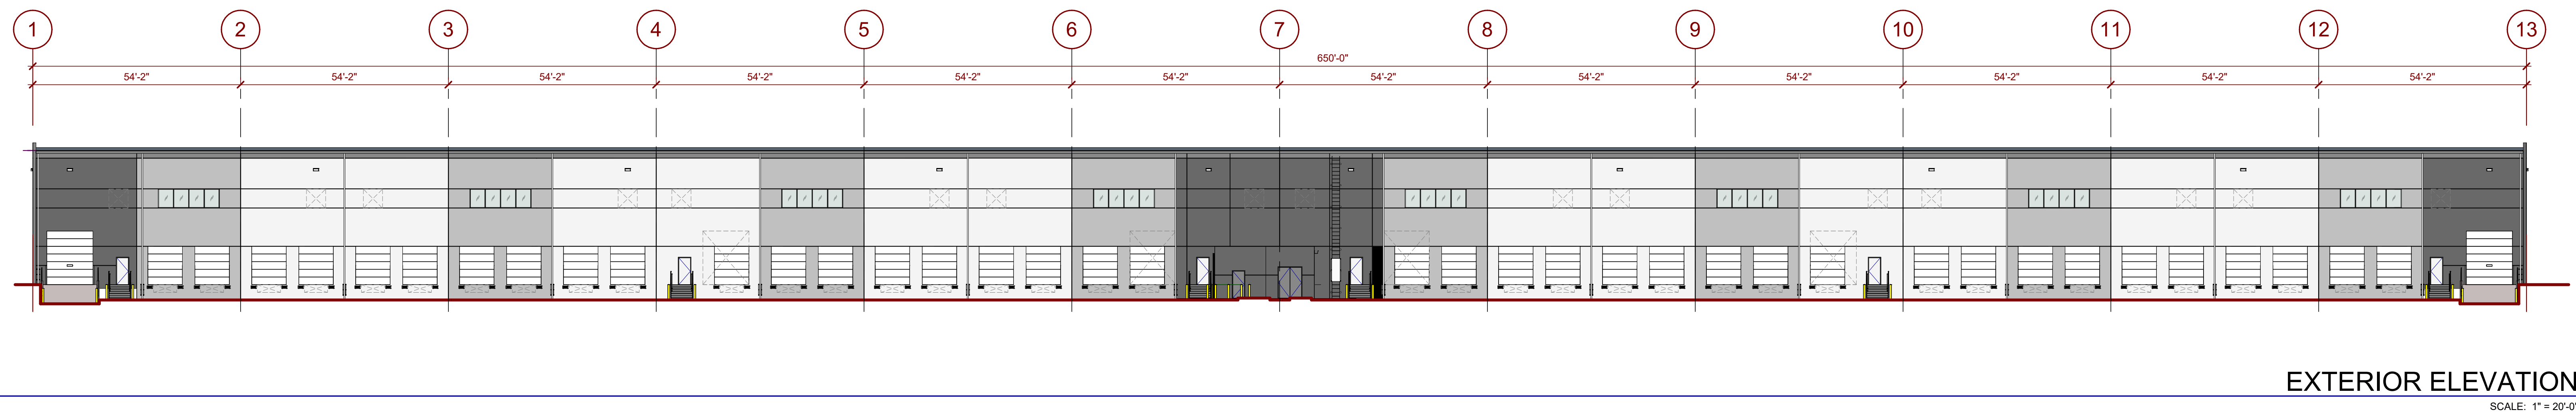 1 2 3 4 5 6 7 8 9 10 11 12 13
650'-0"
54'-2" 54'-2" 54'-2" 54'-2" 54'-2" 54'-2" 54'-2" 54'-2" 54'-2" 54'-2" 54'-2" 54'-2"
EXTERIOR ELEVATION
SCALE: 1" = 20'-0"